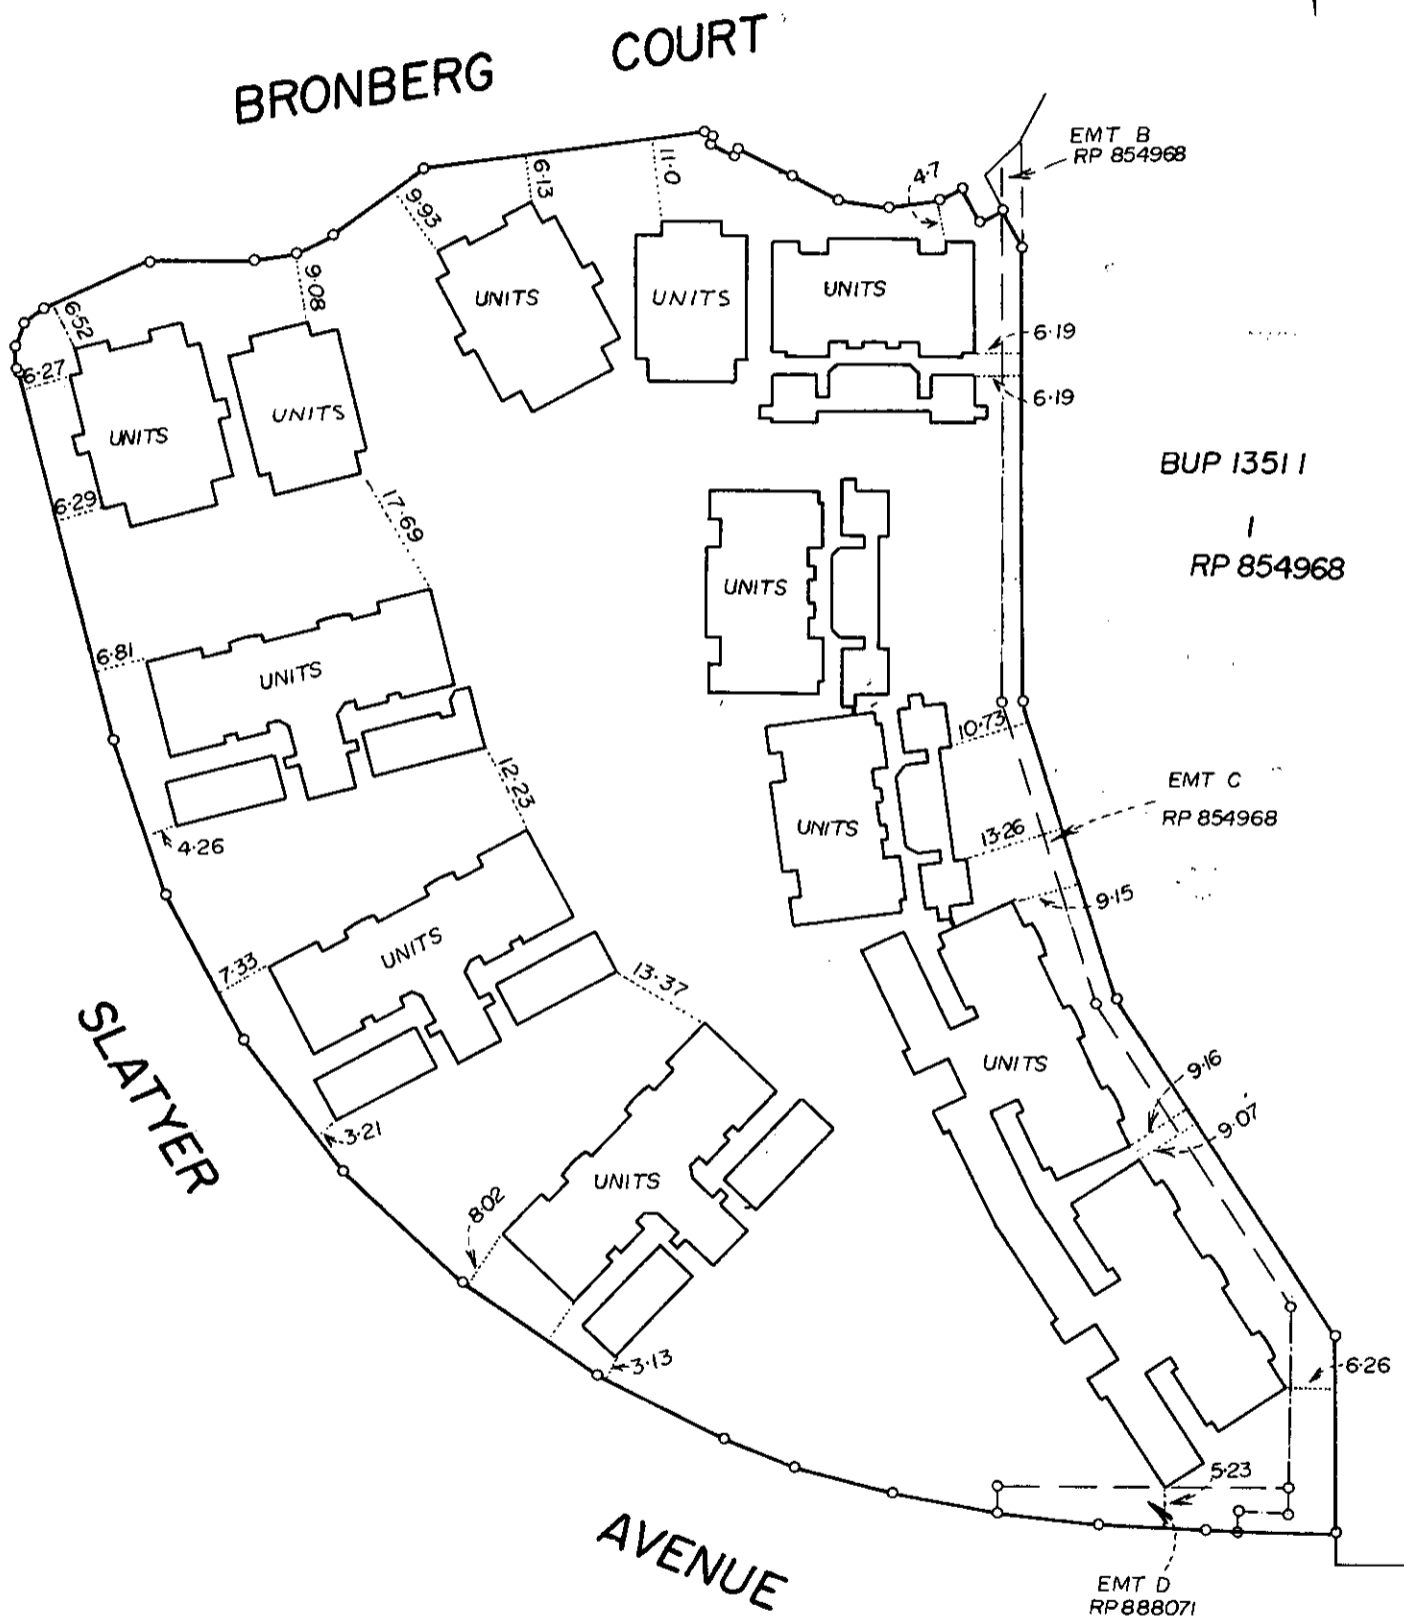 BRONBERG COURT
EMT B
RP 854968
4·7
11·0
6·13
9·93
9·08
6·52
6·27
UNITS
UNITS
UNITS
UNITS
UNITS
6·19
6·19
BUP 13511
1
RP 854968
6·29
17·69
UNITS
6·81
UNITS
10·73
12·23
EMT C
RP 854968
4·26
UNITS
13·26
9·15
7·33
UNITS
13·37
SLATYER
UNITS
9·16
9·07
3·21
UNITS
8·02
3·13
6·26
5·23
AVENUE
EMT D
RP 888071